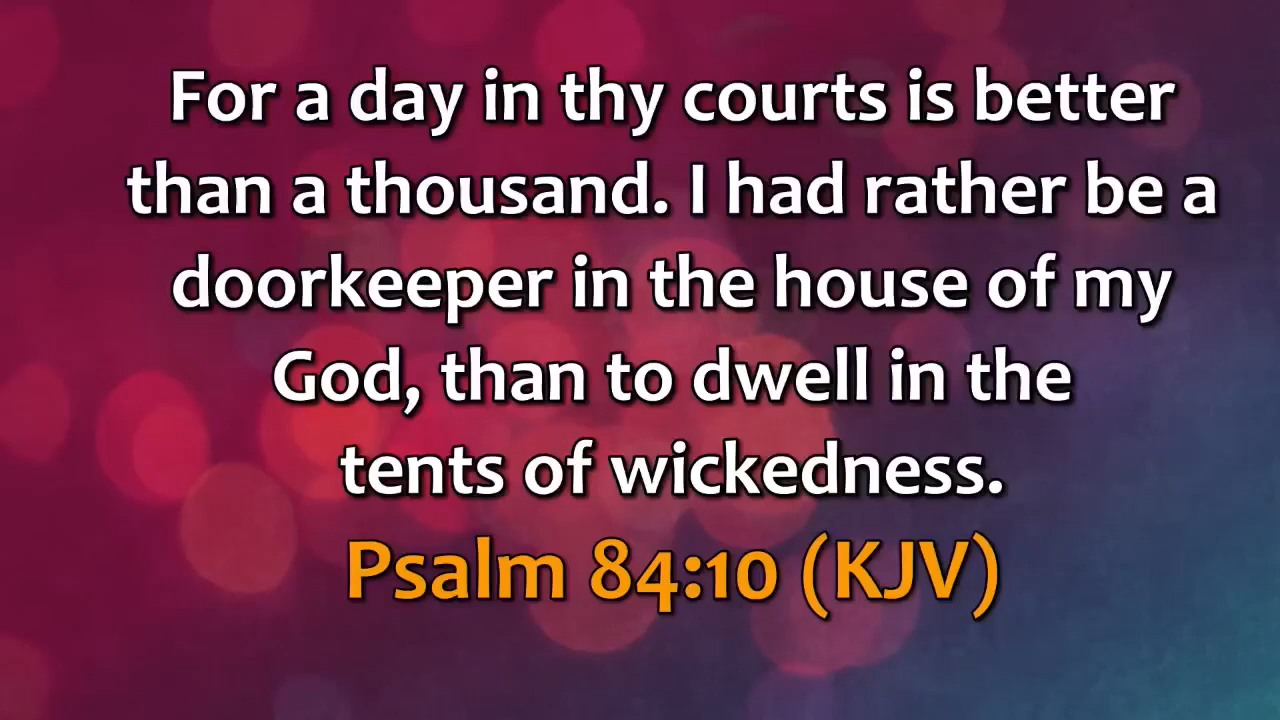 For a day in thy courts is better
than a thousand. I had rather be a
doorkeeper in the house of my
God, than to dwell in the
tents of wickedness.
Psalm 84:10 (KJV)